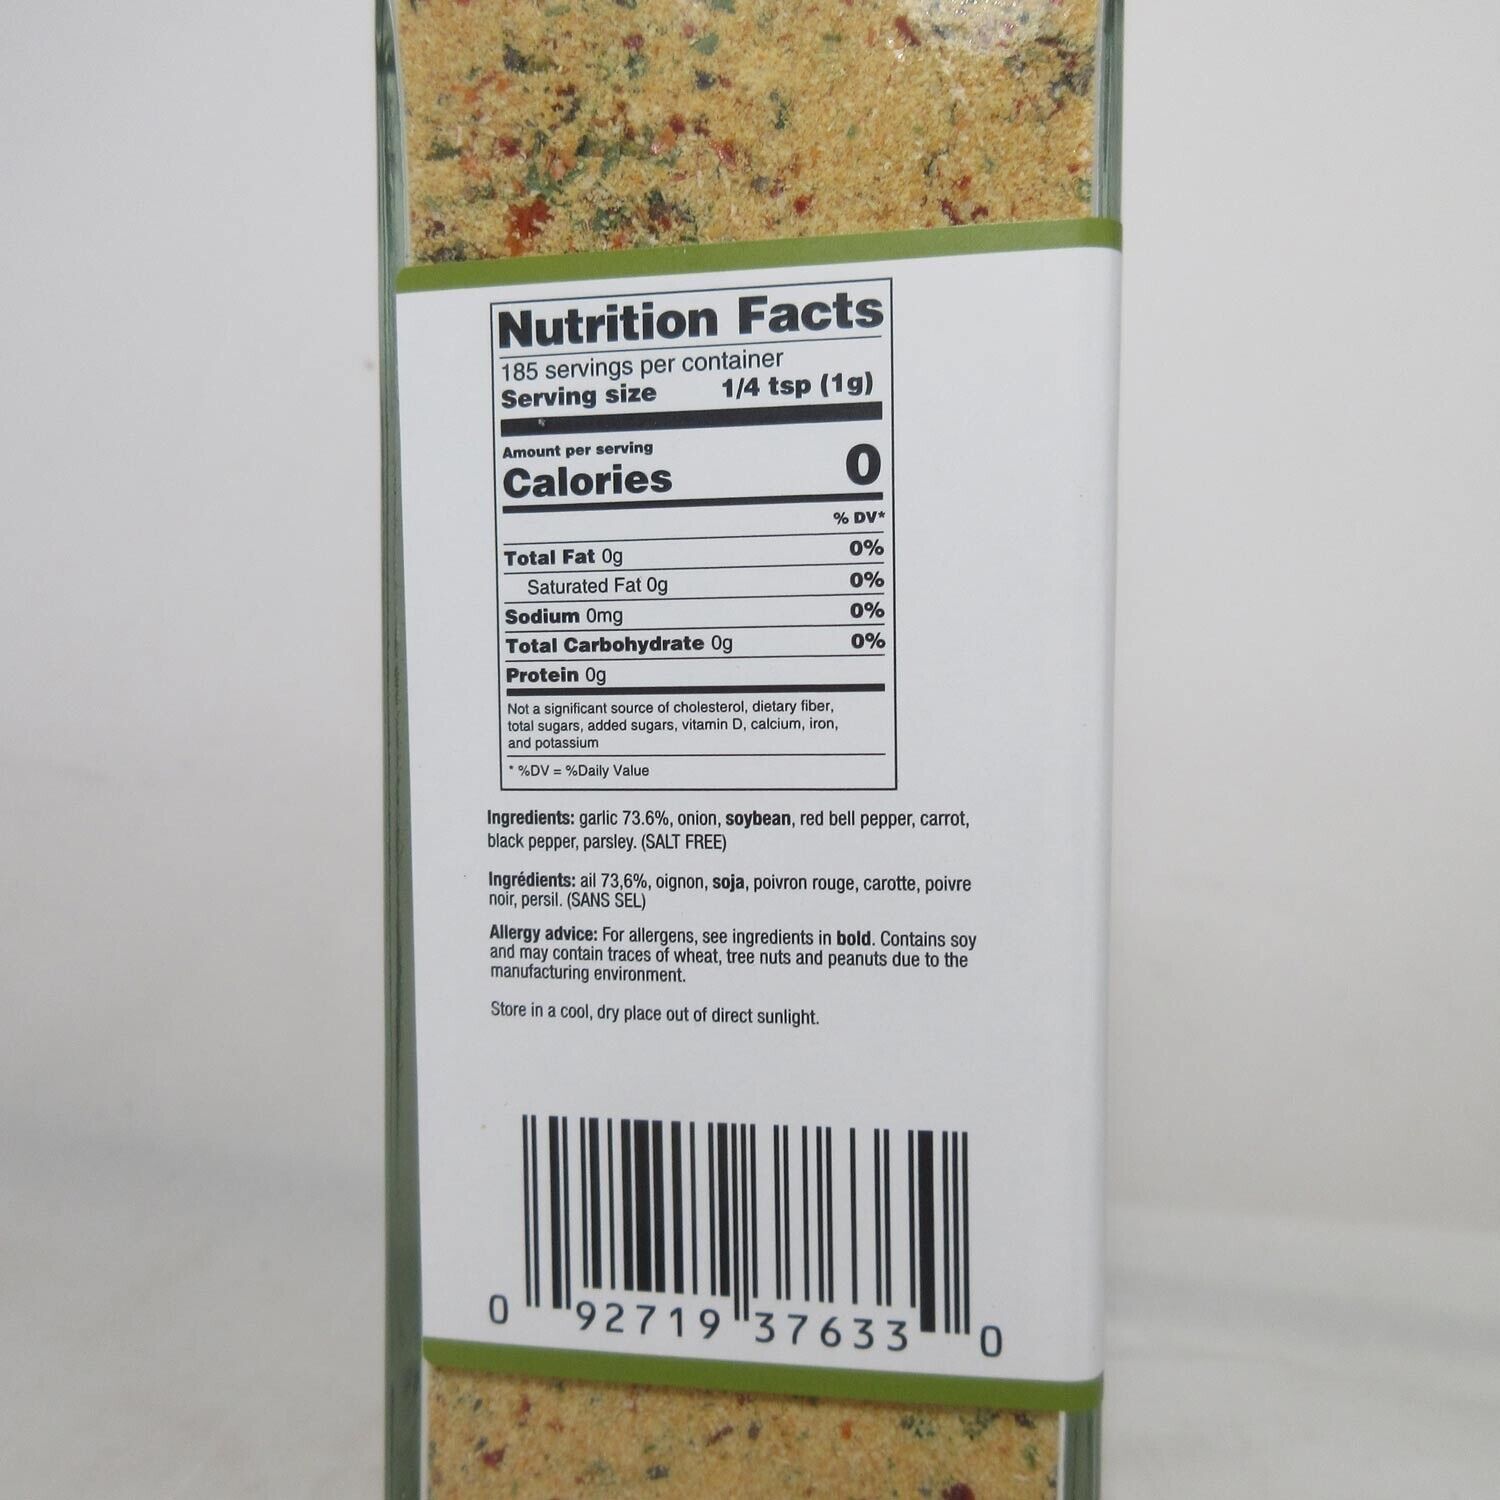 Nutrition Facts
185 servings per container
Serving size 1/4 tsp (1g)
Amount per serving
Calories 0
% DV*
Total Fat 0g 0%
Saturated Fat 0g 0%
Sodium 0mg 0%
Total Carbohydrate 0g 0%
Protein 0g
Not a significant source of cholesterol, dietary fiber,
total sugars, added sugars, vitamin D, calcium, iron,
and potassium
* %DV = %Daily Value
Ingredients: garlic 73.6%, onion, soybean, red bell pepper, carrot,
black pepper, parsley. (SALT FREE)
Ingrédients: ail 73,6%, oignon, soja, poivron rouge, carotte, poivre
noir, persil. (SANS SEL)
Allergy advice: For allergens, see ingredients in bold. Contains soy
and may contain traces of wheat, tree nuts and peanuts due to the
manufacturing environment.
Store in a cool, dry place out of direct sunlight.
0 92719 37633 0